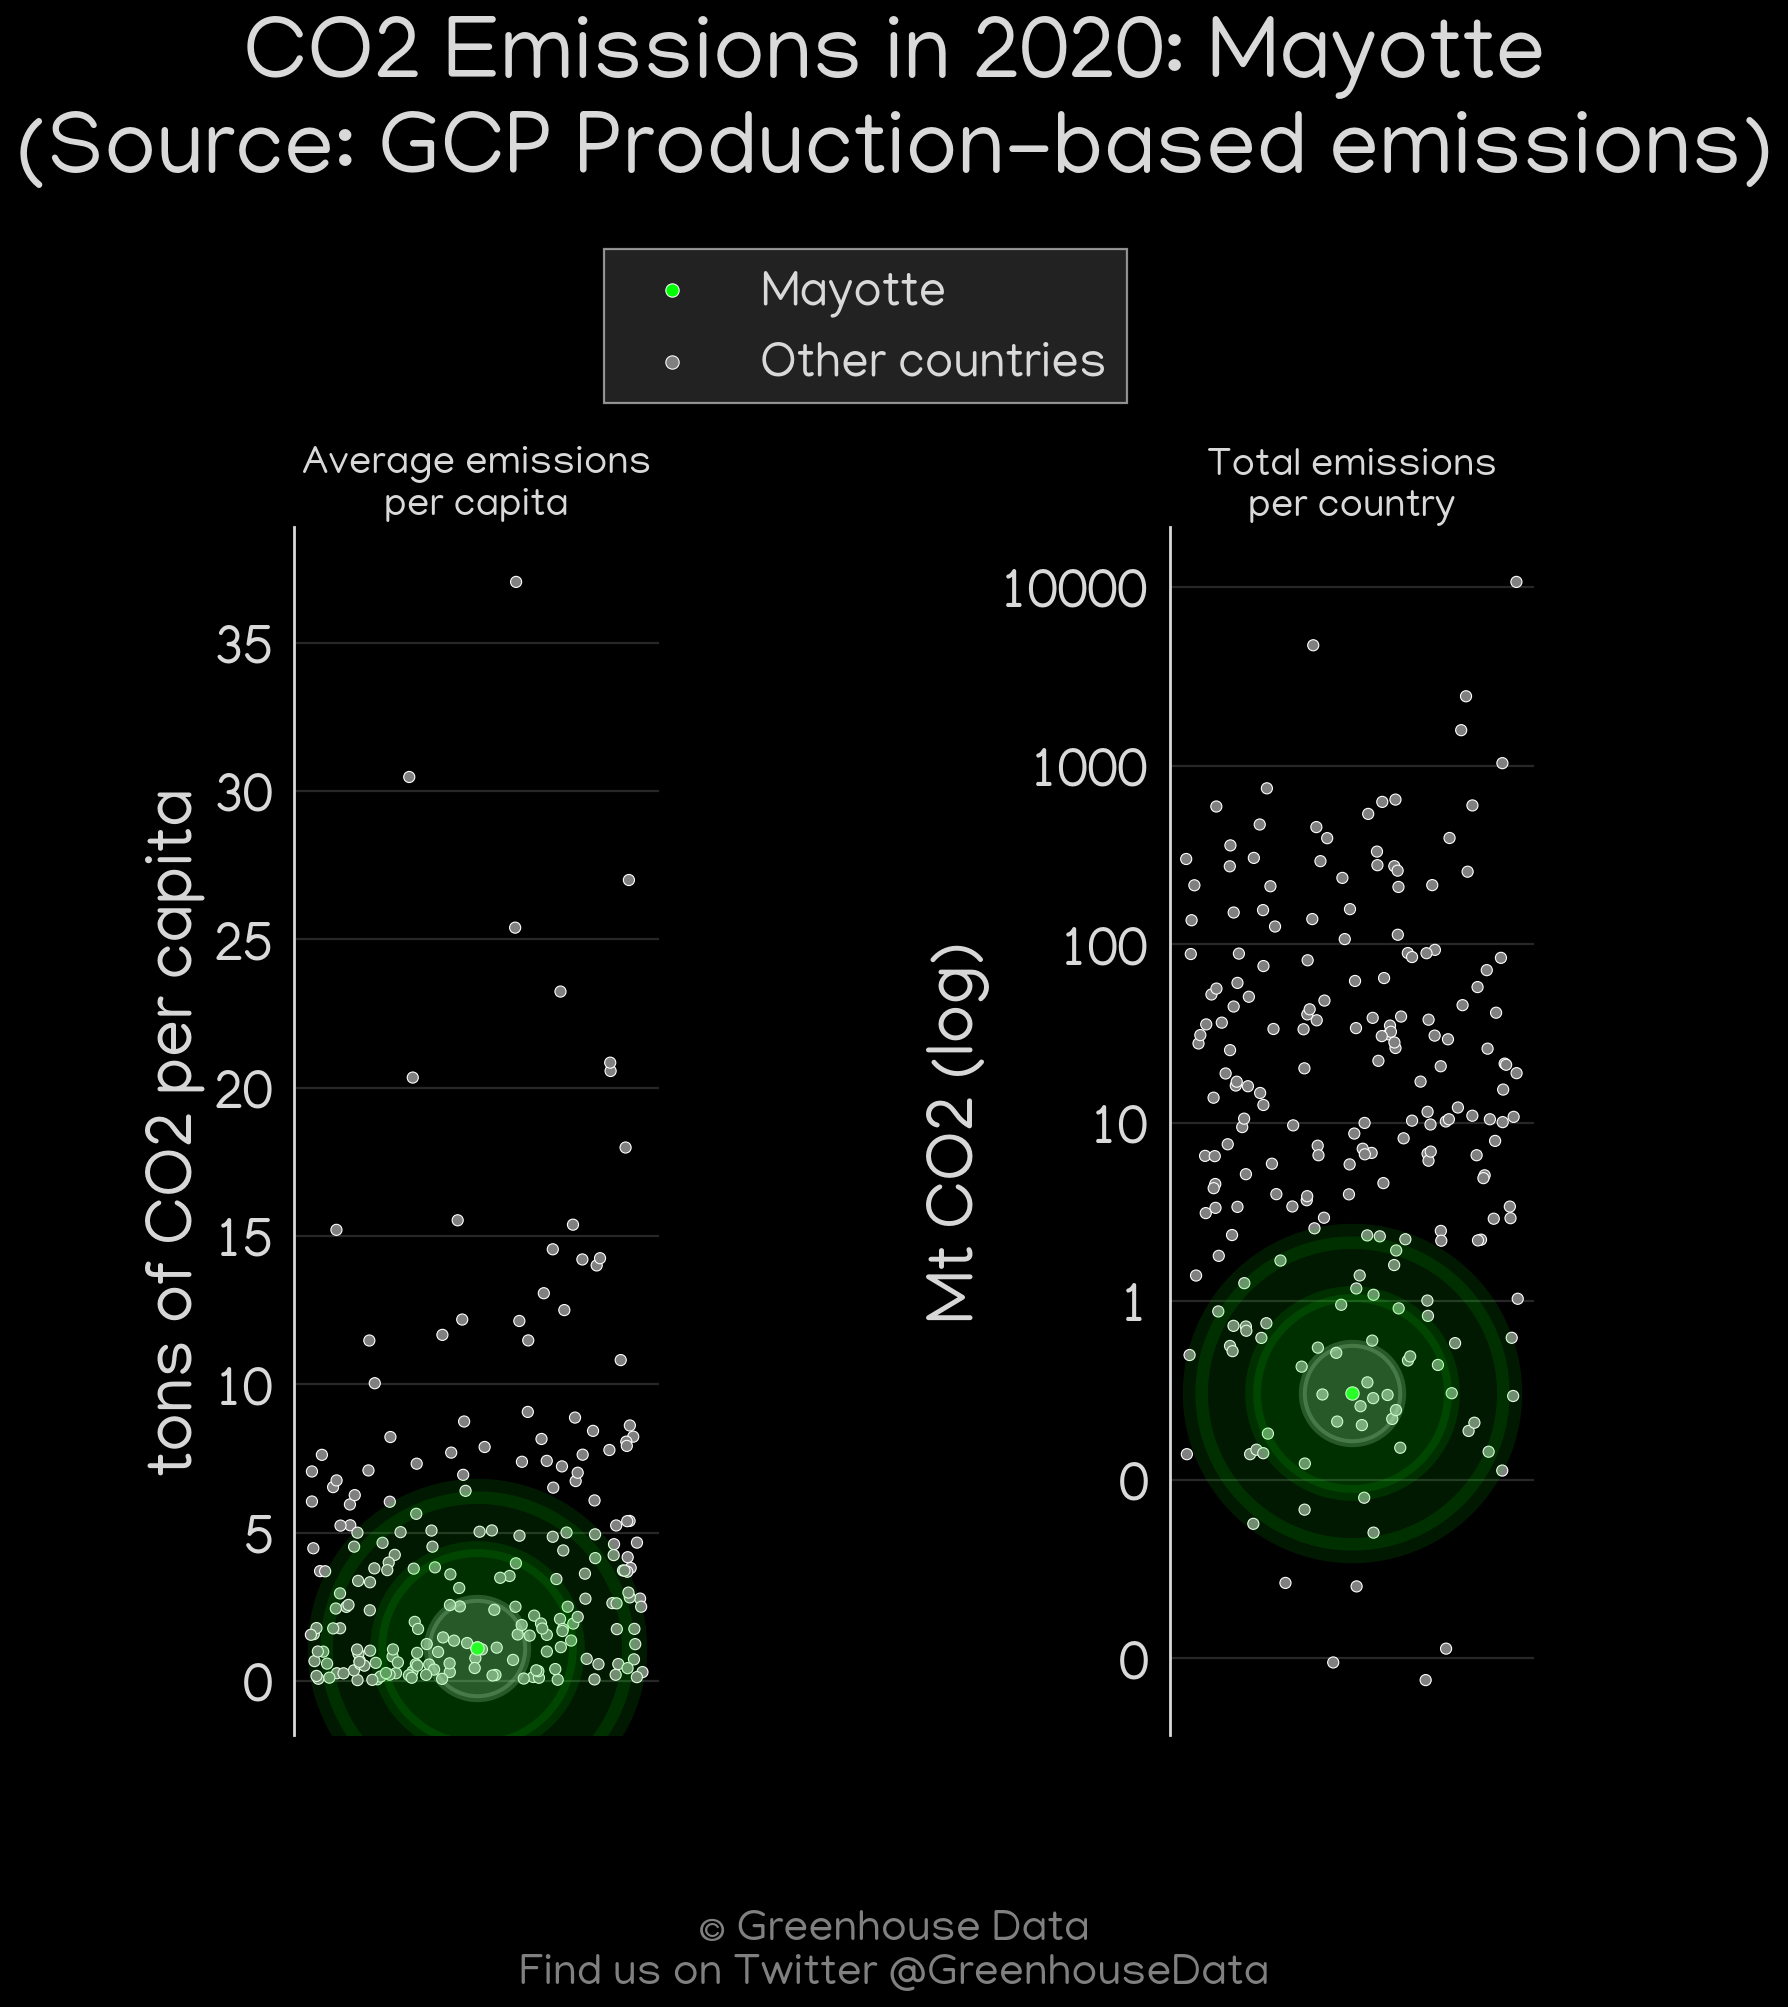 CO2 Emissions in 2020: Mayotte
(Source: GCP Production-based emissions)
Mayotte
Other countries
Average emissions
per capita
tons of CO2 per capita
35
30
25
20
15
10
5
0
Total emissions
per country
Mt CO2 (log)
10000
1000
100
10
1
0
0
© Greenhouse Data
Find us on Twitter @GreenhouseData